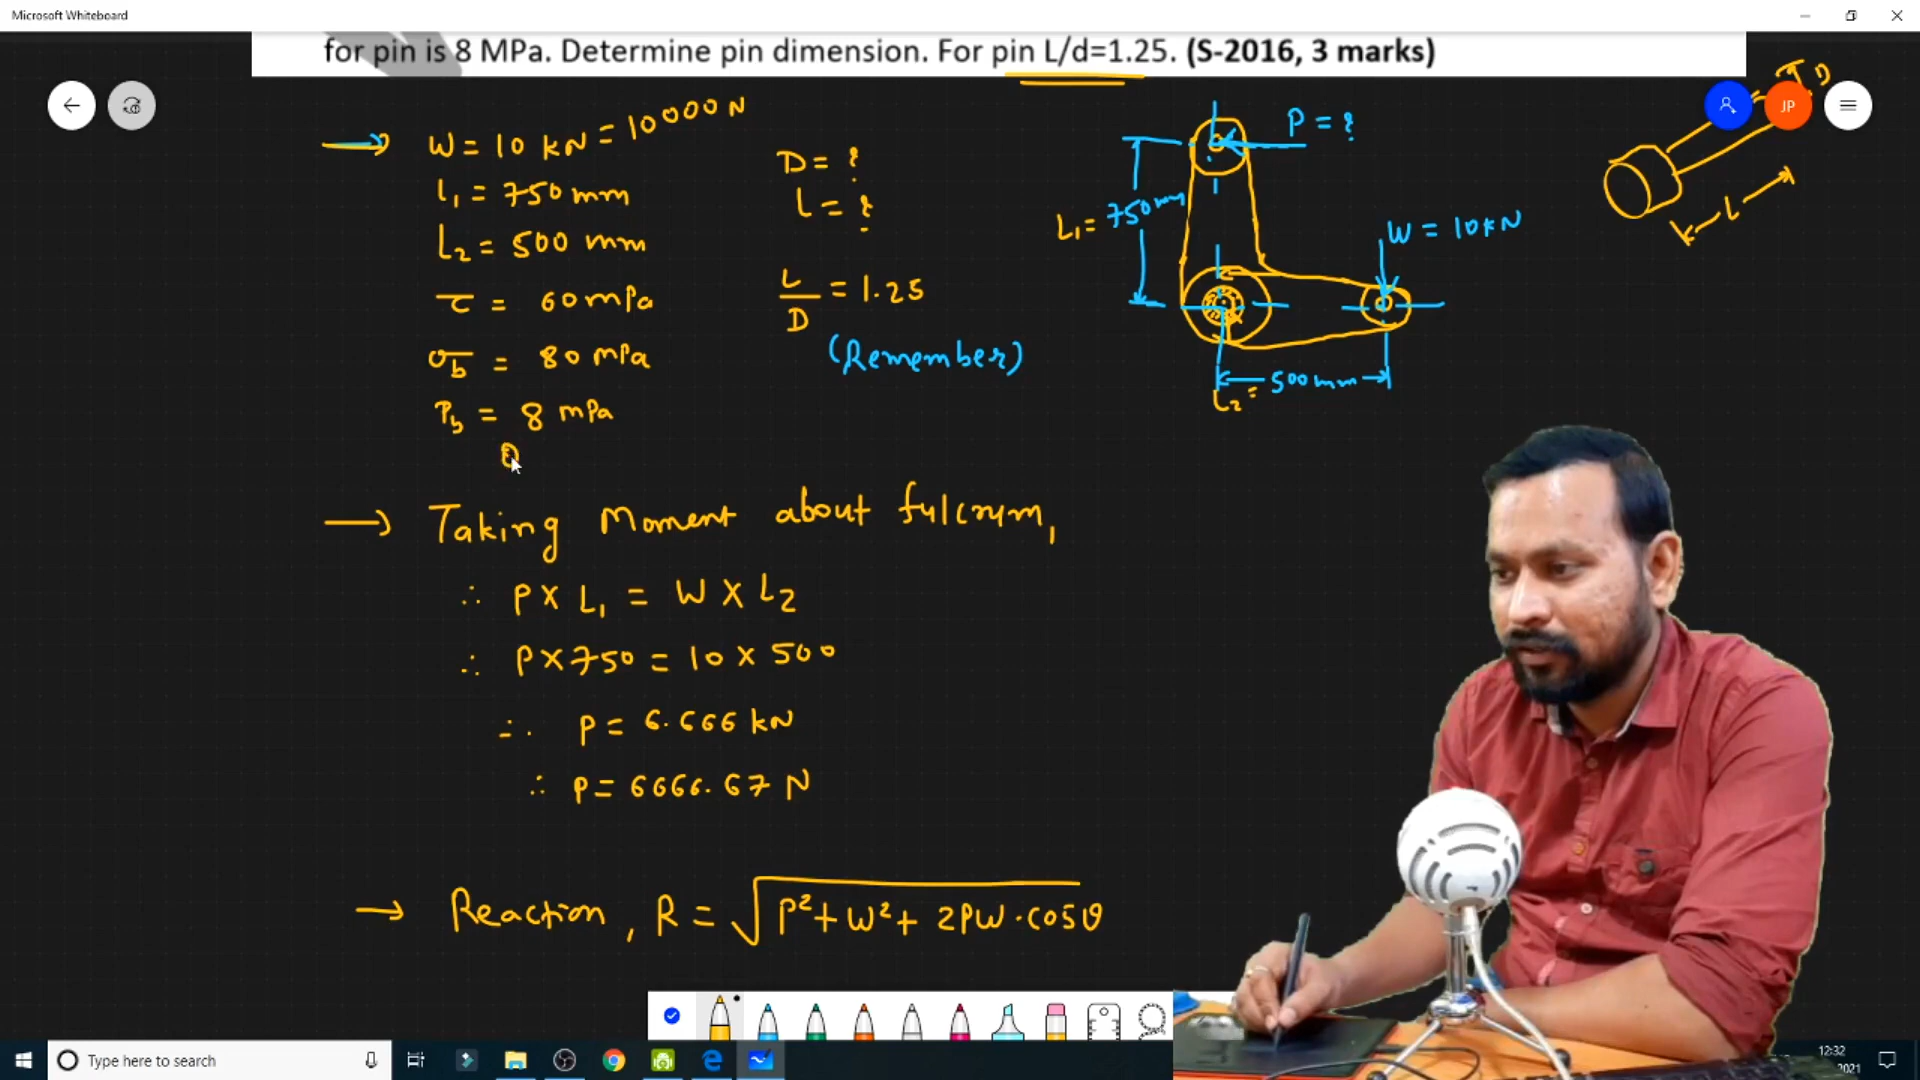 Microsoft Whiteboard
for pin is 8 MPa. Determine pin dimension. For pin L/d=1.25. (S-2016, 3 marks)
JP
W = 10 kN = 10000 N
L₁ = 750 mm
L₂ = 500 mm
τ = 60 mpa
σb = 80 mpa
Pb = 8 mPa
θ
D = ?
l = ?
L/D = 1.25
(Remember)
P = ?
L₁ = 750 mm
W = 10 kN
L₂ = 500 mm
D
L
→ Taking Moment about fulcrum,
∴ P X L₁ = W X L₂
∴ P X 750 = 10 X 500
∴ P = 6.666 kN
∴ P = 6666.67 N
→ Reaction, R = √P² + W² + 2PW · cosθ
Type here to search
12:32
2021